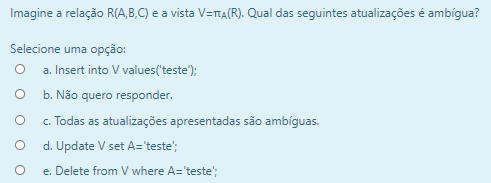 Imagine a relação R(A,B,C) e a vista V=πA(R). Qual das seguintes atualizações é ambígua?
Selecione uma opção:
a. Insert into V values('teste');
b. Não quero responder.
c. Todas as atualizações apresentadas são ambíguas.
d. Update V set A='teste';
e. Delete from V where A='teste';